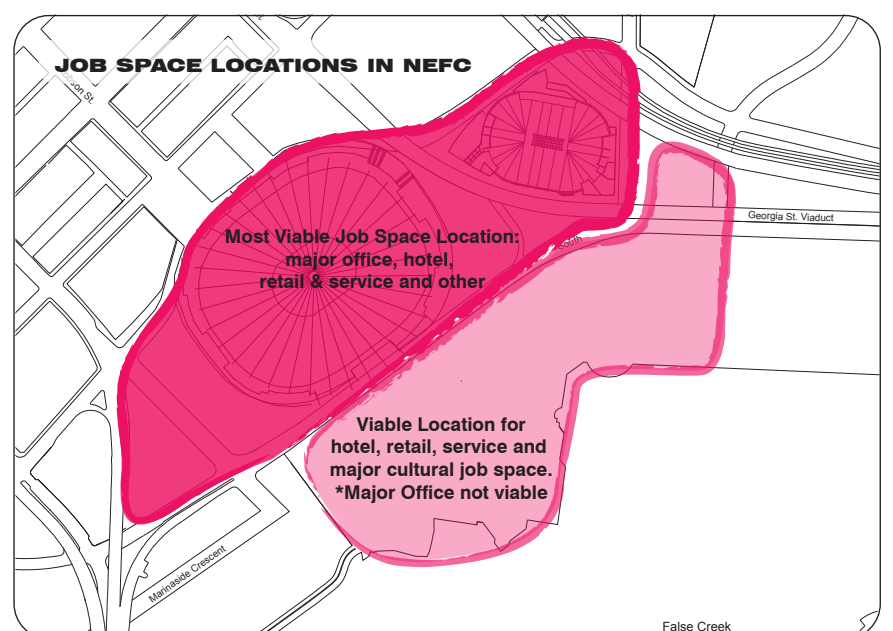 JOB SPACE LOCATIONS IN NEFC
Georgia St. Viaduct
South
Most Viable Job Space Location:
major office, hotel,
retail & service and other
Viable Location for
hotel, retail, service and
major cultural job space.
*Major Office not viable
Marinaside Crescent
False Creek